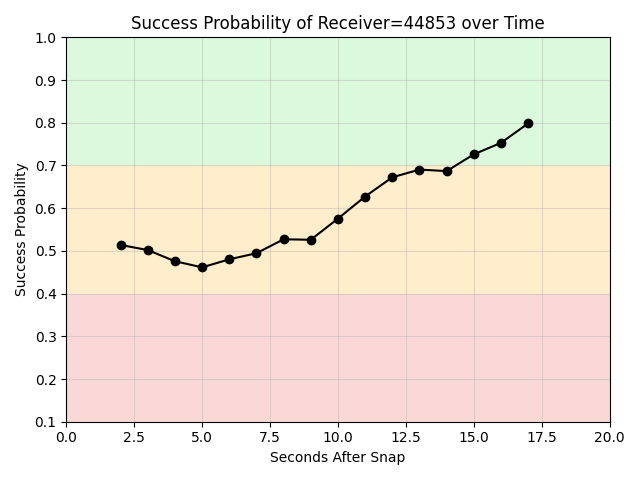 Success Probability of Receiver=44853 over Time
1.0
0.9
0.8
0.7
0.6
0.5
0.4
0.3
0.2
0.1
Success Probability
0.0 2.5 5.0 7.5 10.0 12.5 15.0 17.5 20.0
Seconds After Snap